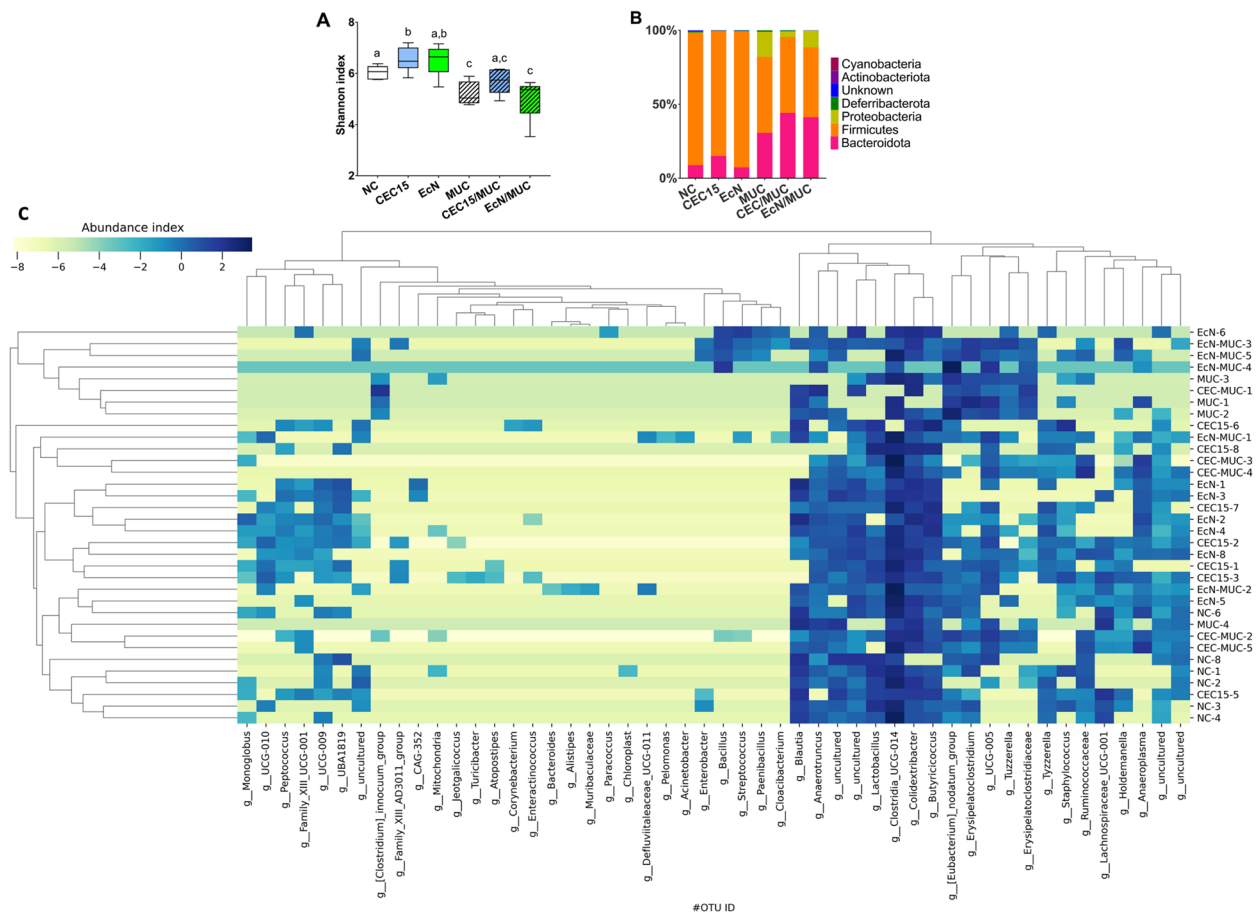 A
B
8
6
4
2
Shannon index
a
b
a,b
c
a,c
c
NC
CEC15
EcN
MUC
CEC15/MUC
EcN/MUC
100%
50%
0%
NC
CEC15
EcN
MUC
CEC/MUC
EcN/MUC
Cyanobacteria
Actinobacteriota
Unknown
Deferribacterota
Proteobacteria
Firmicutes
Bacteroidota
C
Abundance index
−8 −6 −4 −2 0 2
EcN-6
EcN-MUC-3
EcN-MUC-5
EcN-MUC-4
MUC-3
CEC-MUC-1
MUC-1
MUC-2
CEC15-6
EcN-MUC-1
CEC15-8
CEC-MUC-3
CEC-MUC-4
EcN-1
EcN-3
CEC15-7
EcN-2
EcN-4
CEC15-2
EcN-8
CEC15-1
CEC15-3
EcN-MUC-2
EcN-5
NC-6
MUC-4
CEC-MUC-2
CEC-MUC-5
NC-8
NC-1
NC-2
CEC15-5
NC-3
NC-4
g__Monoglobus
g__UCG-010
g__Peptococcus
g__Family_XIII_UCG-001
g__UCG-009
g__UBA1819
g__uncultured
g__[Clostridium]_innocuum_group
g__Family_XIII_AD3011_group
g__CAG-352
g__Mitochondria
g__Jeotgalicoccus
g__Turicibacter
g__Atopostipes
g__Corynebacterium
g__Enteractinococcus
g__Bacteroides
g__Alistipes
g__Muribaculaceae
g__Paracoccus
g__Chloroplast
g__Defluviitaleaceae_UCG-011
g__Pelomonas
g__Acinetobacter
g__Enterobacter
g__Bacillus
g__Streptococcus
g__Paenibacillus
g__Cloacibacterium
g__Blautia
g__Anaerotruncus
g__uncultured
g__uncultured
g__Lactobacillus
g__Clostridia_UCG-014
g__Colidextribacter
g__Butyricicoccus
g__[Eubacterium]_nodatum_group
g__Erysipelatoclostridium
g__UCG-005
g__Tuzzerella
g__Erysipelatoclostridiaceae
g__Tyzzerella
g__Staphylococcus
g__Ruminococcaceae
g__Lachnospiraceae_UCG-001
g__Holdemanella
g__Anaeroplasma
g__uncultured
g__uncultured
#OTU ID